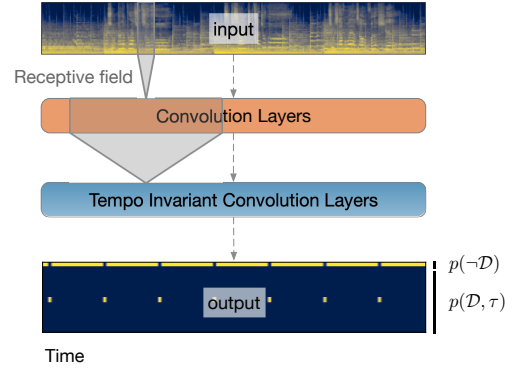 input
Receptive field
Convolution Layers
Tempo Invariant Convolution Layers
p(¬𝒟)
output
p(𝒟, τ)
Time